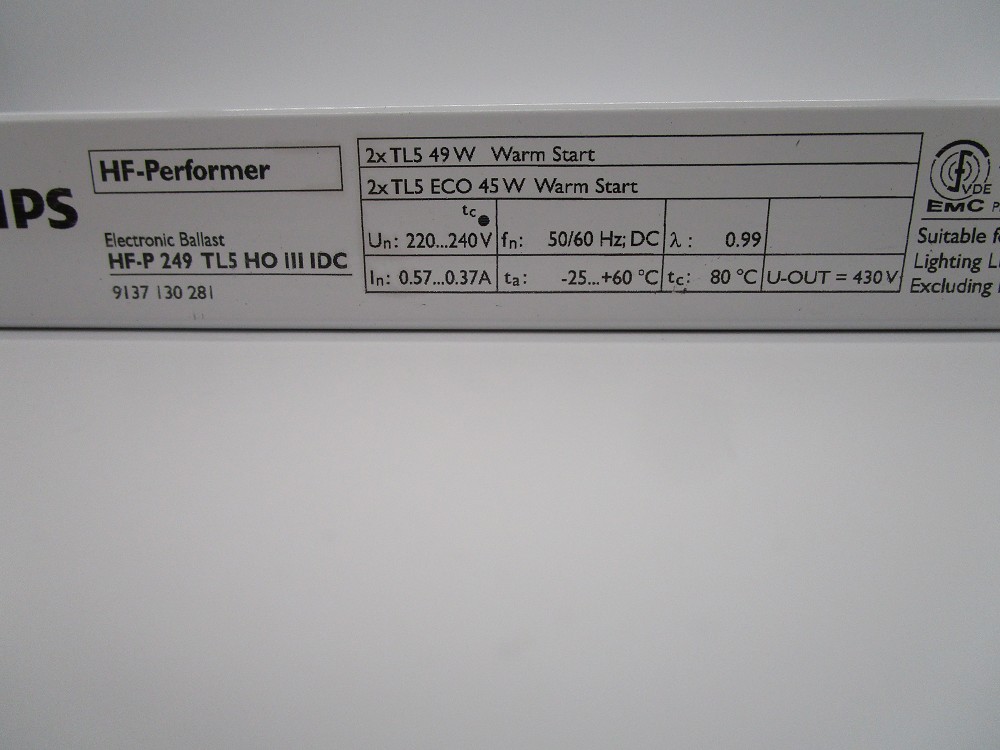 IPS
HF-Performer
Electronic Ballast
HF-P 249 TL5 HO III IDC
9137 130 281
2x TL5 49 W Warm Start
2x TL5 ECO 45 W Warm Start
tc
Un: 220...240 V fn: 50/60 Hz; DC λ : 0.99
In: 0.57...0.37A ta: -25...+60 °C tc: 80 °C U-OUT = 430 V
VDE
EMC
Suitable
Lighting
Excluding